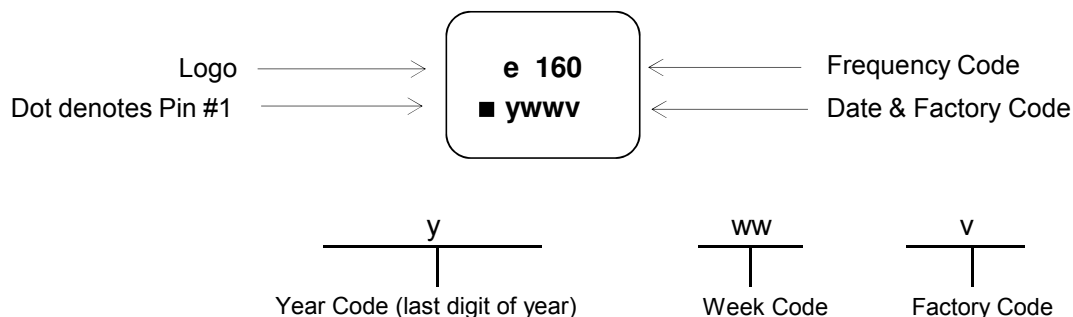 Logo e 160 Frequency Code
Dot denotes Pin #1 ■ ywwv Date & Factory Code
y ww v
Year Code (last digit of year) Week Code Factory Code